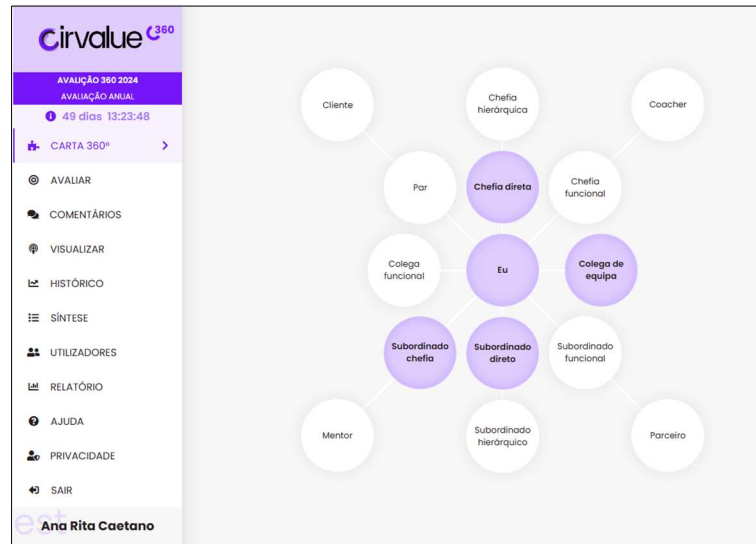 Cirvalue 360
AVALIÇÃO 360 2024
AVALIAÇÃO ANUAL
49 dias 13:23:48
CARTA 360º
AVALIAR
COMENTÁRIOS
VISUALIZAR
HISTÓRICO
SÍNTESE
UTILIZADORES
RELATÓRIO
AJUDA
PRIVACIDADE
SAIR
est
Ana Rita Caetano
Cliente
Chefia
hierárquica
Coacher
Par
Chefia direta
Chefia
funcional
Colega
funcional
Eu
Colega de
equipa
Subordinado
chefia
Subordinado
direto
Subordinado
funcional
Mentor
Subordinado
hierárquico
Parceiro